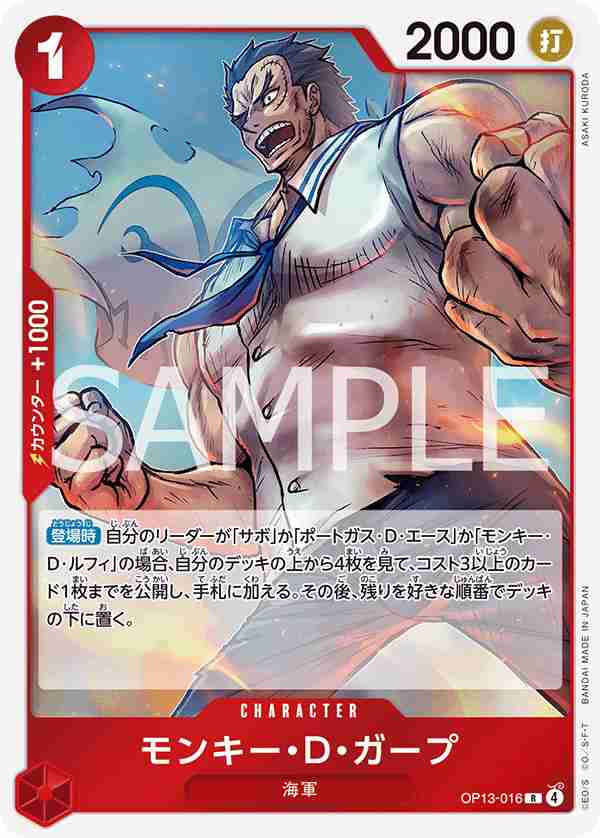 1
2000
打
ASAKI KURODA
カウンター +1000
SAMPLE
登場時 自分のリーダーが「サボ」か「ポートガス・D・エース」か「モンキー・
D・ルフィ」の場合、自分のデッキの上から4枚を見て、コスト3以上のカー
ド1枚までを公開し、手札に加える。その後、残りを好きな順番でデッキ
の下に置く。
CHARACTER
モンキー・D・ガープ
海軍
OP13-016 R 4
©E.O/S ©O./S・F・T BANDAI MADE IN JAPAN